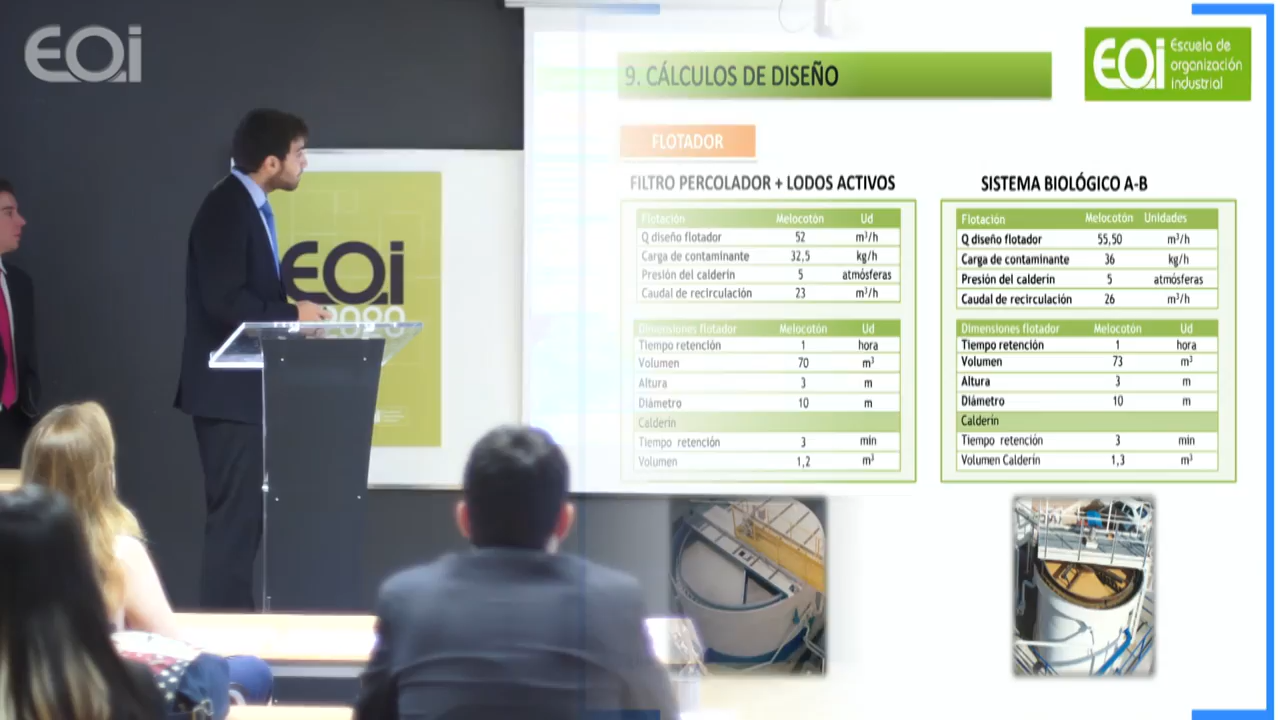 EOi
9. CÁLCULOS DE DISEÑO
EOi Escuela de
organización
industrial
FLOTADOR
FILTRO PERCOLADOR + LODOS ACTIVOS
Flotación Melocotón Ud
Q diseño flotador 52 m³/h
Carga de contaminante 32,5 kg/h
Presión del calderín 5 atmósferas
Caudal de recirculación 23 m³/h
Dimensiones flotador Melocotón Ud
Tiempo retención 1 hora
Volumen 70 m³
Altura 3 m
Diámetro 10 m
Calderín
Tiempo retención 3 min
Volumen 1,2 m³
SISTEMA BIOLÓGICO A-B
Flotación Melocotón Unidades
Q diseño flotador 55,50 m³/h
Carga de contaminante 36 kg/h
Presión del calderín 5 atmósferas
Caudal de recirculación 26 m³/h
Dimensiones flotador Melocotón Ud
Tiempo retención 1 hora
Volumen 73 m³
Altura 3 m
Diámetro 10 m
Calderín
Tiempo retención 3 min
Volumen Calderín 1,3 m³
EOi